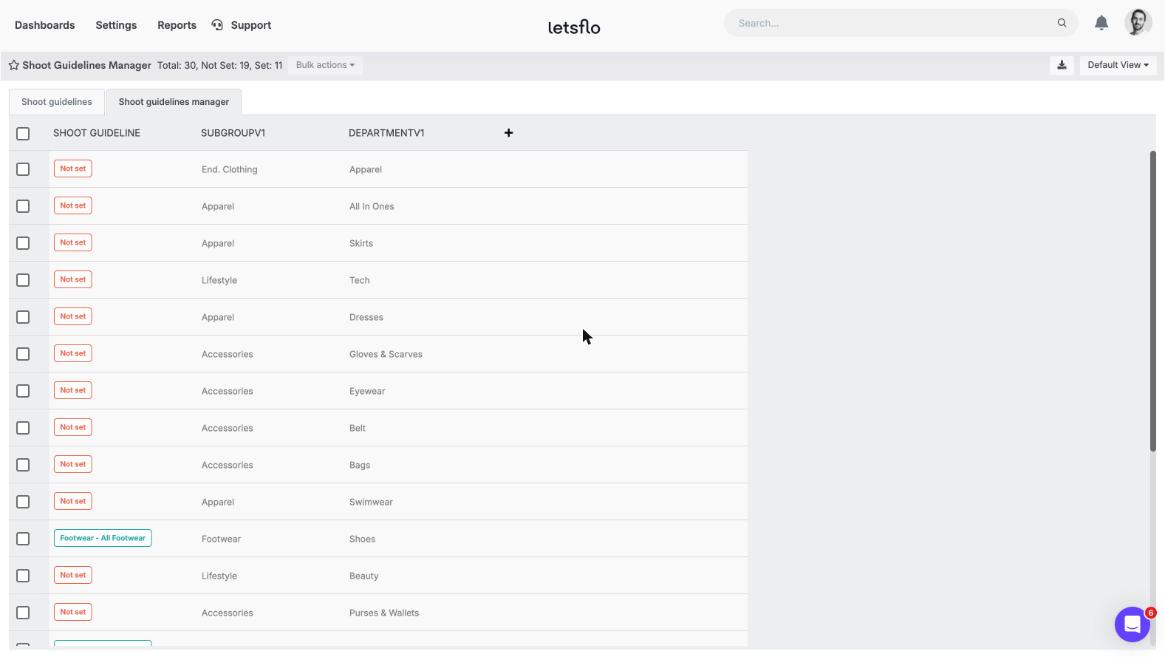 Dashboards Settings Reports Support letsflo Search...
Shoot Guidelines Manager Total: 30, Not Set: 19, Set: 11 Bulk actions Default View
Shoot guidelines Shoot guidelines manager
SHOOT GUIDELINE SUBGROUPV1 DEPARTMENTV1 +
Not set End. Clothing Apparel
Not set Apparel All In Ones
Not set Apparel Skirts
Not set Lifestyle Tech
Not set Apparel Dresses
Not set Accessories Gloves & Scarves
Not set Accessories Eyewear
Not set Accessories Belt
Not set Accessories Bags
Not set Apparel Swimwear
Footwear - All Footwear Footwear Shoes
Not set Lifestyle Beauty
Not set Accessories Purses & Wallets
6